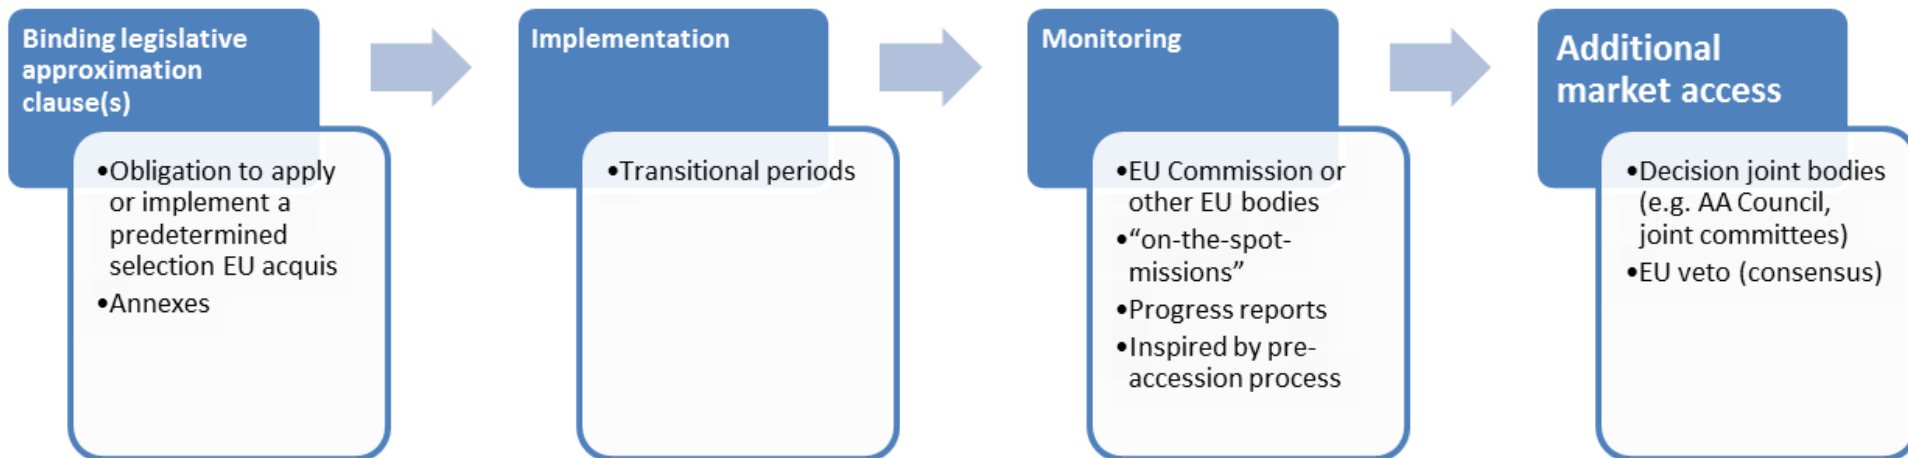 Binding legislative
approximation
clause(s)
•Obligation to apply
or implement a
predetermined
selection EU acquis
•Annexes
Implementation
•Transitional periods
Monitoring
•EU Commission or
other EU bodies
•“on-the-spot-
missions”
•Progress reports
•Inspired by pre-
accession process
Additional
market access
•Decision joint bodies
(e.g. AA Council,
joint committees)
•EU veto (consensus)